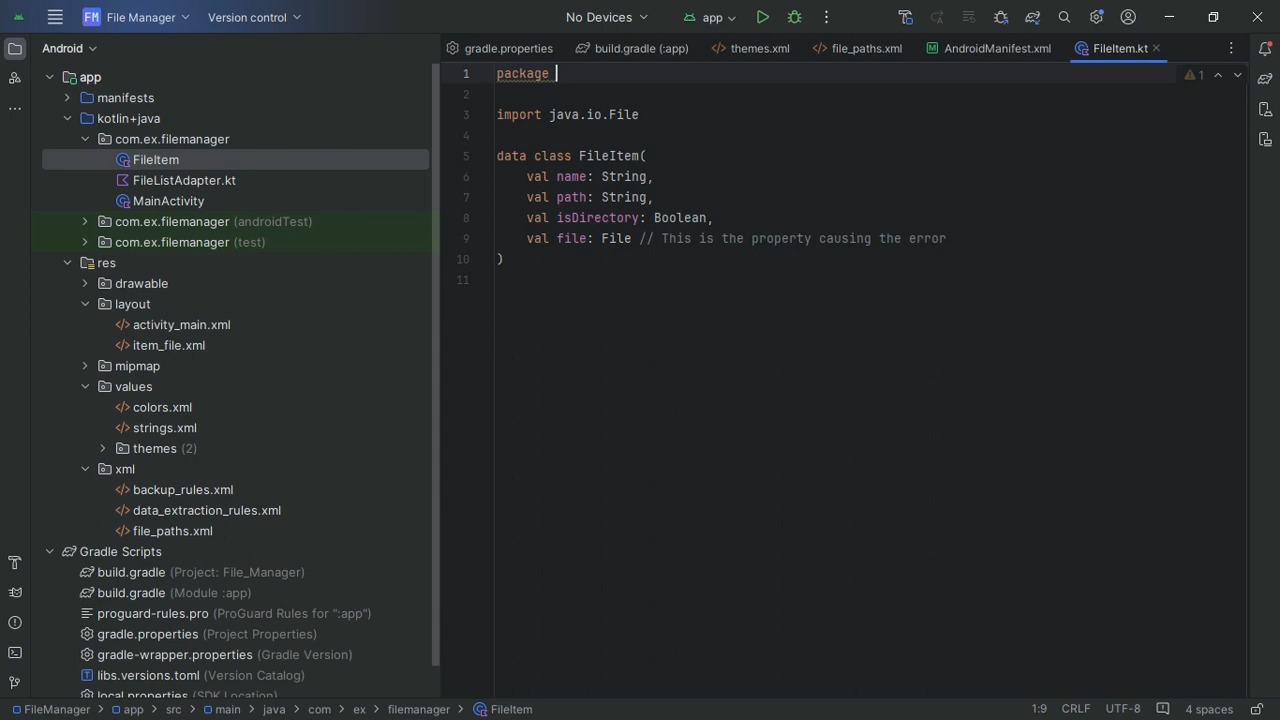 FM File Manager Version control No Devices app
Android
gradle.properties build.gradle (:app) themes.xml file_paths.xml AndroidManifest.xml FileItem.kt
app
manifests
kotlin+java
com.ex.filemanager
FileItem
FileListAdapter.kt
MainActivity
com.ex.filemanager (androidTest)
com.ex.filemanager (test)
res
drawable
layout
activity_main.xml
item_file.xml
mipmap
values
colors.xml
strings.xml
themes (2)
xml
backup_rules.xml
data_extraction_rules.xml
file_paths.xml
Gradle Scripts
build.gradle (Project: File_Manager)
build.gradle (Module :app)
proguard-rules.pro (ProGuard Rules for ":app")
gradle.properties (Project Properties)
gradle-wrapper.properties (Gradle Version)
libs.versions.toml (Version Catalog)
local.properties (SDK Location)
1 package
1
2
3 import java.io.File
4
5 data class FileItem(
6 val name: String,
7 val path: String,
8 val isDirectory: Boolean,
9 val file: File // This is the property causing the error
10 )
11
FileManager app src main java com ex filemanager FileItem 1:9 CRLF UTF-8 4 spaces